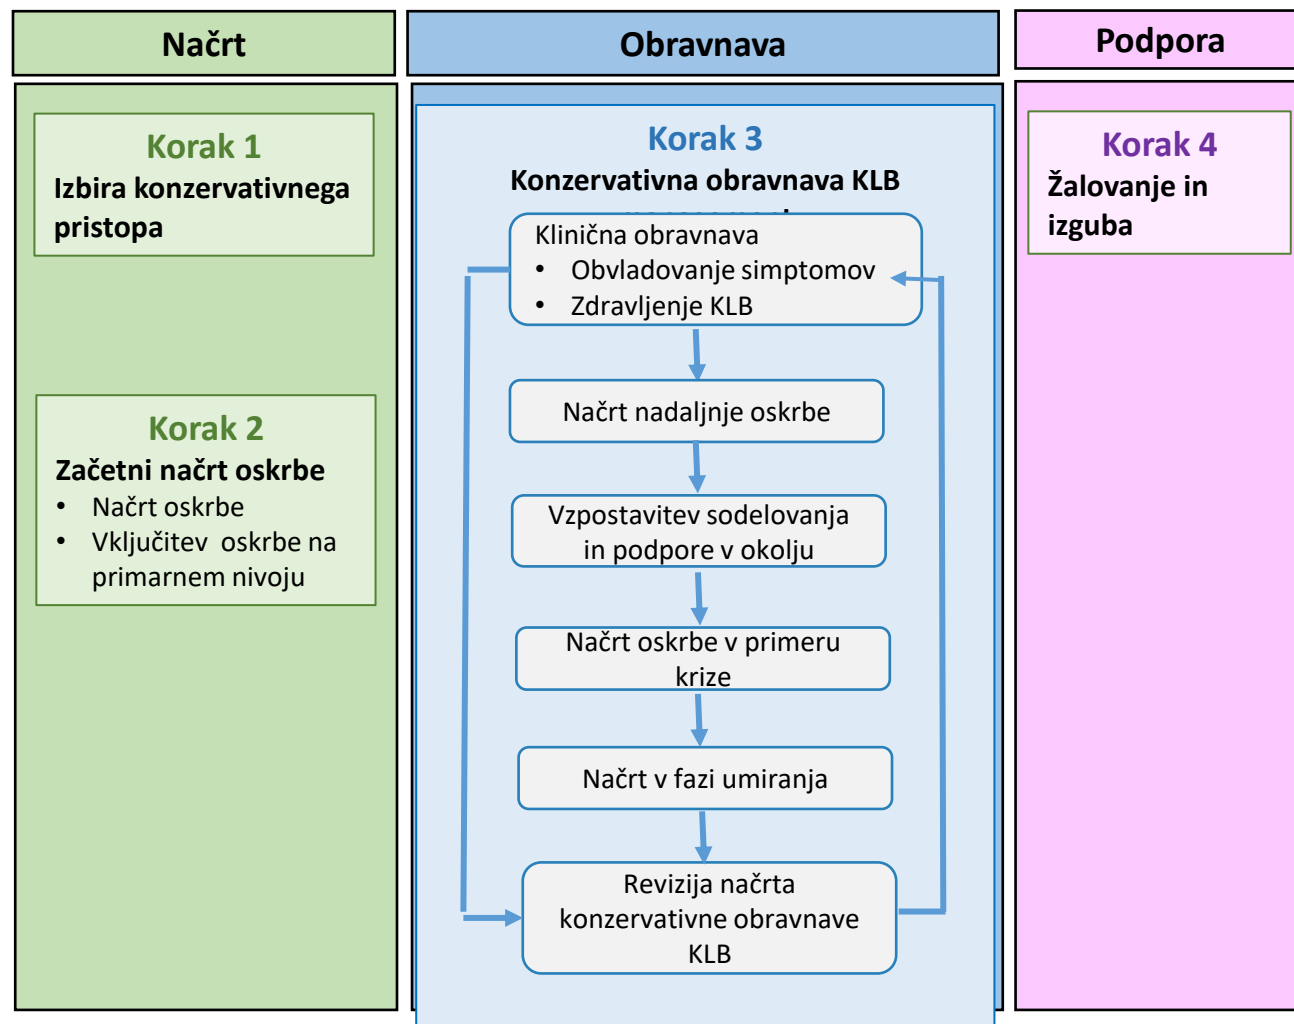 Načrt
Korak 1
Izbira konzervativnega
pristopa
Korak 2
Začetni načrt oskrbe
• Načrt oskrbe
• Vključitev oskrbe na
primarnem nivoju
Obravnava
Korak 3
Konzervativna obravnava KLB
Klinična obravnava
• Obvladovanje simptomov
• Zdravljenje KLB
Načrt nadaljnje oskrbe
Vzpostavitev sodelovanja
in podpore v okolju
Načrt oskrbe v primeru
krize
Načrt v fazi umiranja
Revizija načrta
konzervativne obravnave
KLB
Podpora
Korak 4
Žalovanje in
izguba